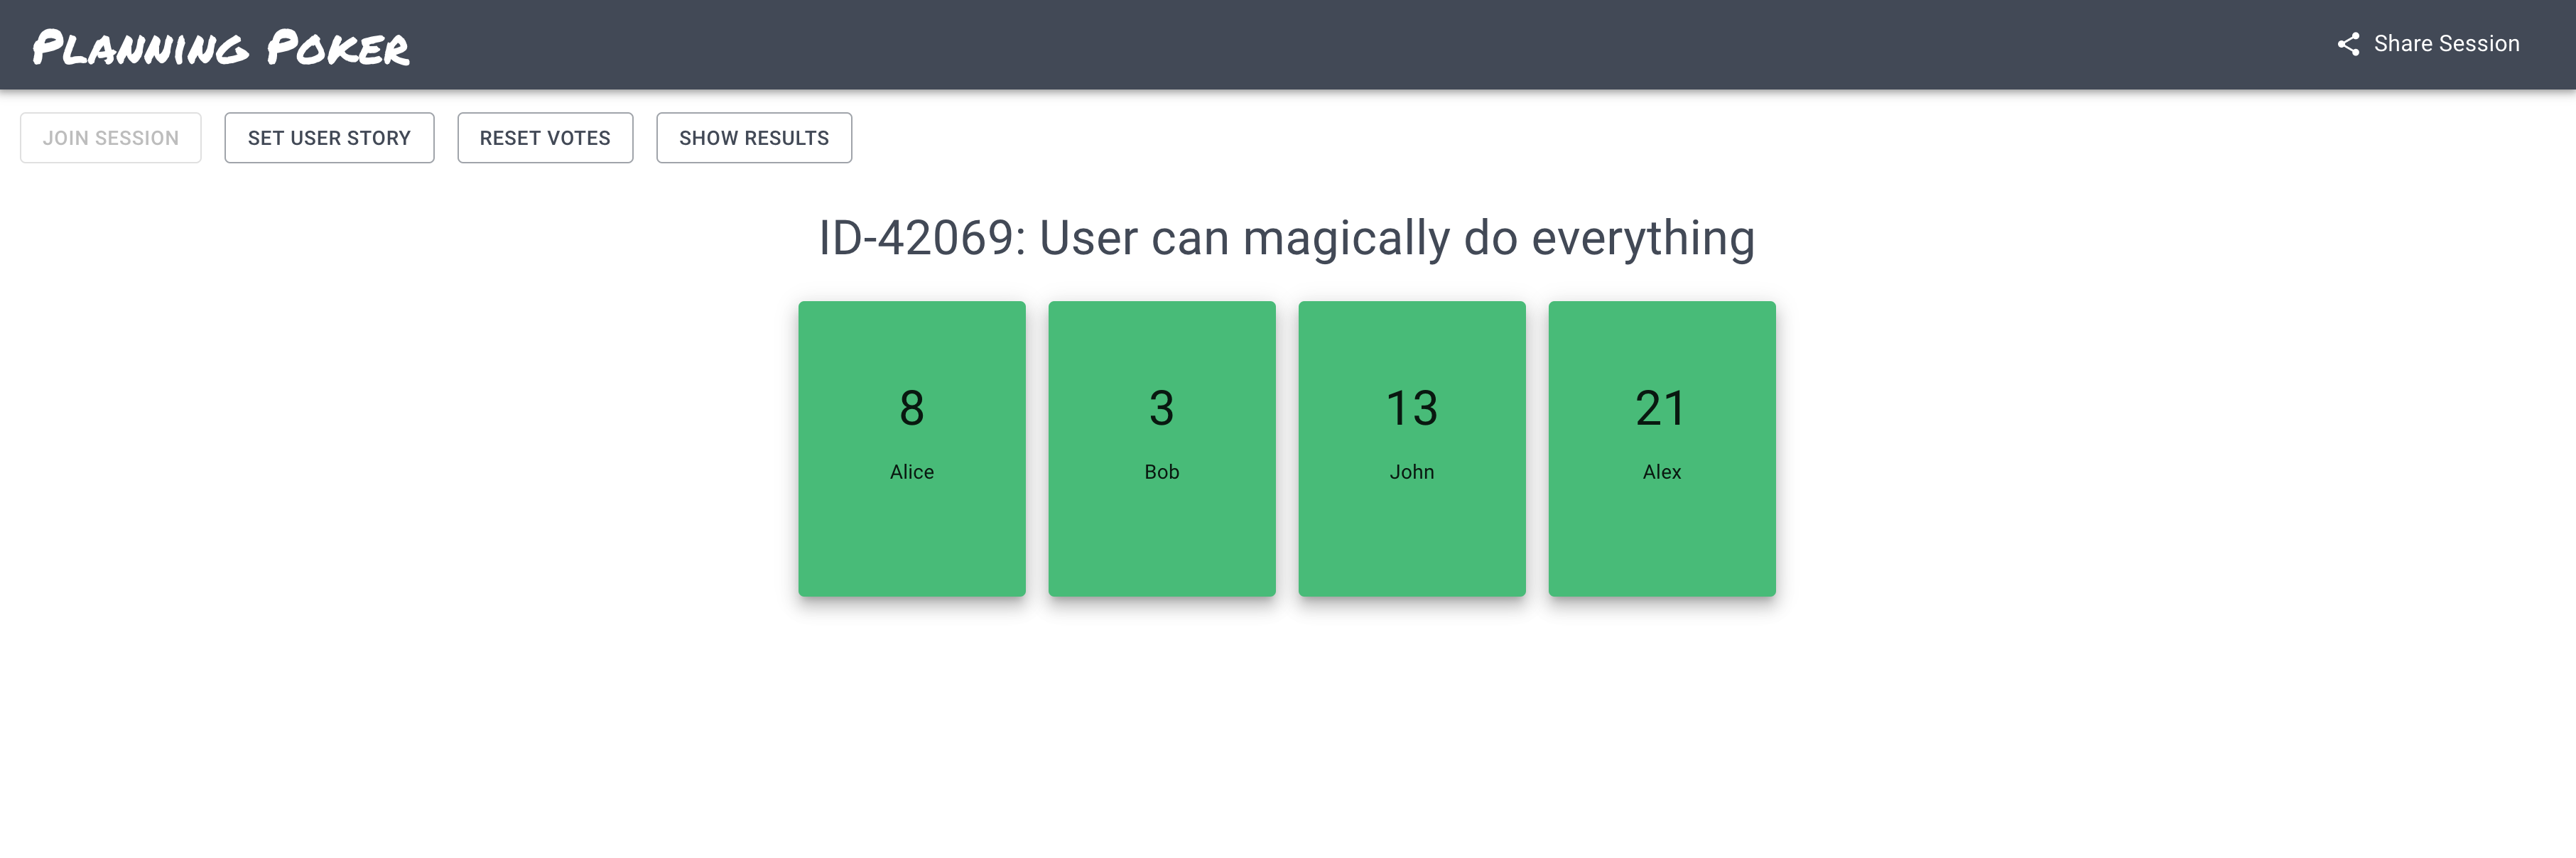 Planning Poker
Share Session
JOIN SESSION
SET USER STORY
RESET VOTES
SHOW RESULTS
ID-42069: User can magically do everything
8
Alice
3
Bob
13
John
21
Alex